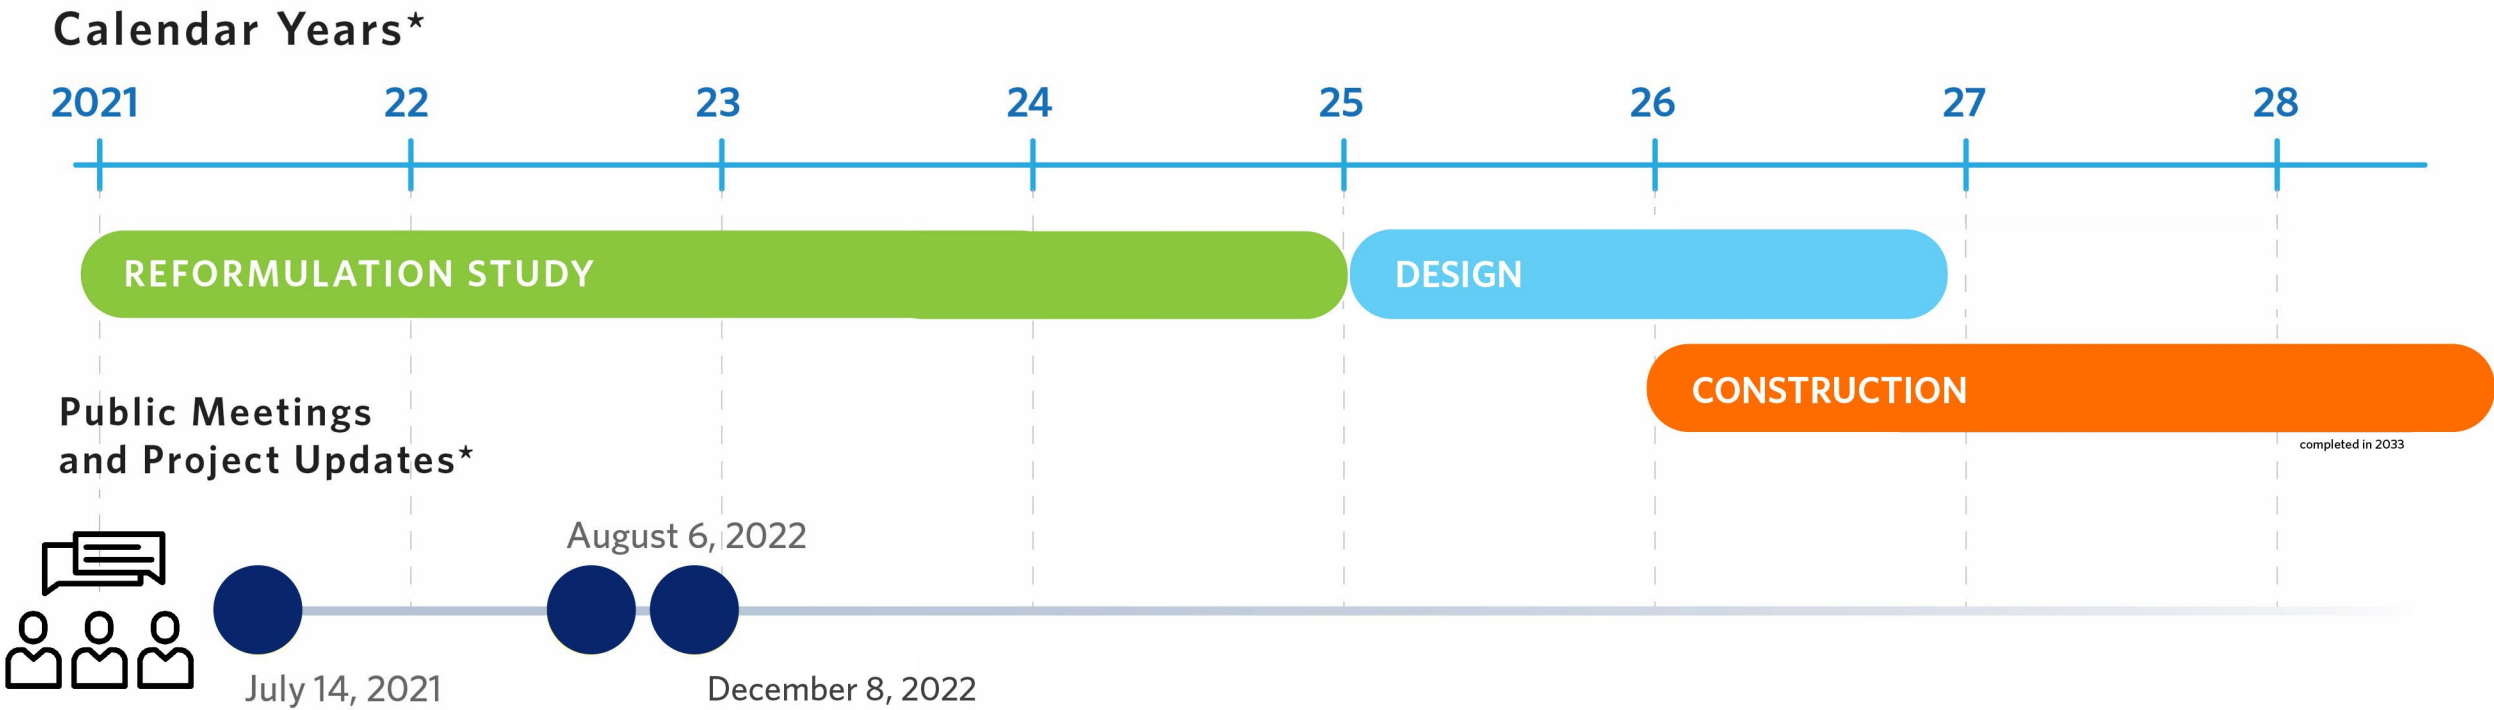 Calendar Years*
2021 22 23 24 25 26 27 28
REFORMULATION STUDY
DESIGN
CONSTRUCTION
completed in 2033
Public Meetings
and Project Updates*
August 6, 2022
July 14, 2021
December 8, 2022